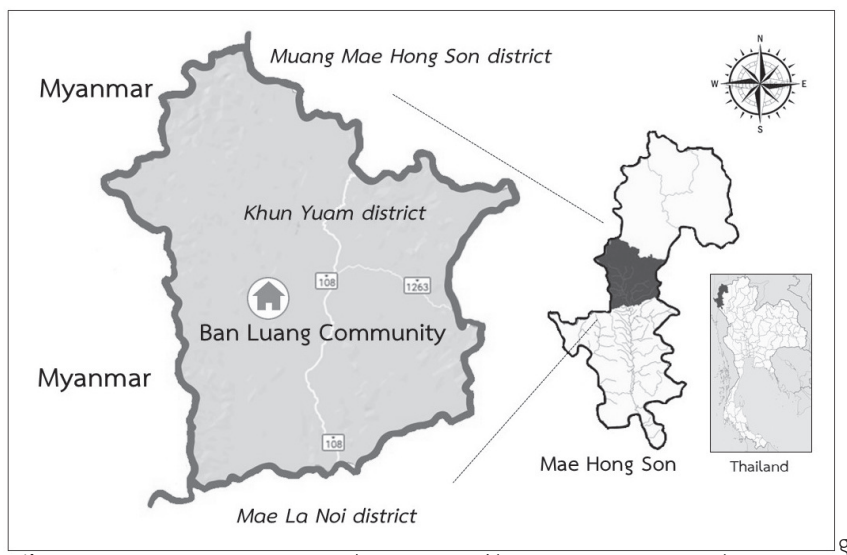 Muang Mae Hong Son district
Myanmar
N
W
E
S
Khun Yuam district
108
1263
Ban Luang Community
Myanmar
108
Mae Hong Son
Thailand
Mae La Noi district